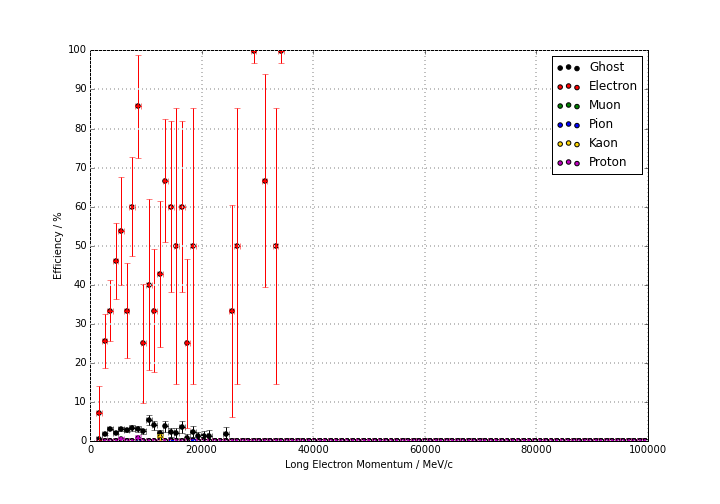 100
90
80
70
60
50
40
30
20
10
0
Efficiency / %
0 20000 40000 60000 80000 100000
Long Electron Momentum / MeV/c
Ghost
Electron
Muon
Pion
Kaon
Proton